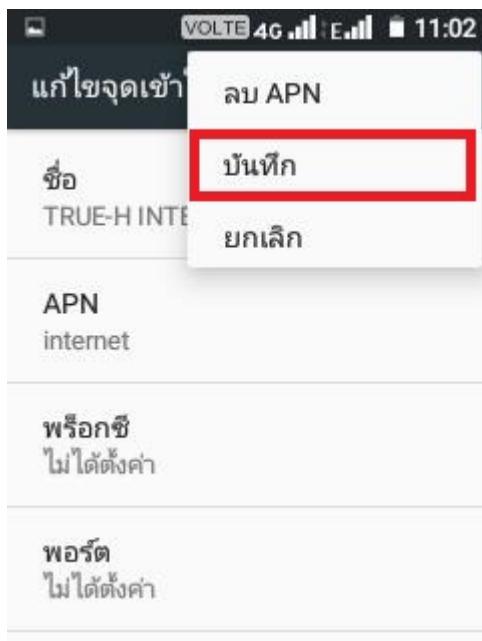 VOLTE 4G E 11:02
แก้ไขจุดเข้า
ลบ APN
บันทึก
ยกเลิก
ชื่อ
TRUE-H INTE
APN
internet
พร็อกซี
ไม่ได้ตั้งค่า
พอร์ต
ไม่ได้ตั้งค่า